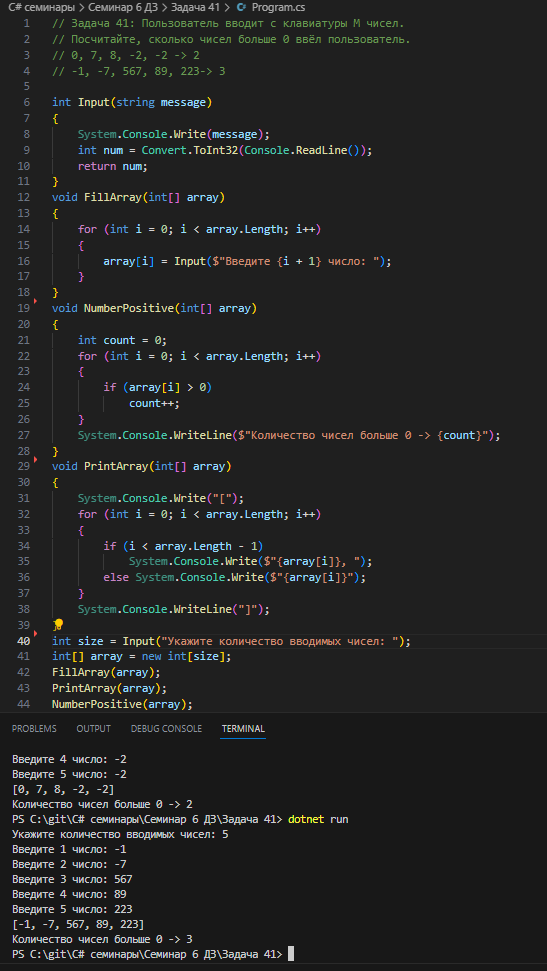 C# семинары > Семинар 6 ДЗ > Задача 41 > Program.cs
1 // Задача 41: Пользователь вводит с клавиатуры M чисел.
2 // Посчитайте, сколько чисел больше 0 ввёл пользователь.
3 // 0, 7, 8, -2, -2 -> 2
4 // -1, -7, 567, 89, 223-> 3
5
6 int Input(string message)
7 {
8 System.Console.Write(message);
9 int num = Convert.ToInt32(Console.ReadLine());
10 return num;
11 }
12 void FillArray(int[] array)
13 {
14 for (int i = 0; i < array.Length; i++)
15 {
16 array[i] = Input($"Введите {i + 1} число: ");
17 }
18 }
19 void NumberPositive(int[] array)
20 {
21 int count = 0;
22 for (int i = 0; i < array.Length; i++)
23 {
24 if (array[i] > 0)
25 count++;
26 }
27 System.Console.WriteLine($"Количество чисел больше 0 -> {count}");
28 }
29 void PrintArray(int[] array)
30 {
31 System.Console.Write("[");
32 for (int i = 0; i < array.Length; i++)
33 {
34 if (i < array.Length - 1)
35 System.Console.Write($"{array[i]}, ");
36 else System.Console.Write($"{array[i]}");
37 }
38 System.Console.WriteLine("]");
39 }
40 int size = Input("Укажите количество вводимых чисел: ");
41 int[] array = new int[size];
42 FillArray(array);
43 PrintArray(array);
44 NumberPositive(array);
PROBLEMS OUTPUT DEBUG CONSOLE TERMINAL
Введите 4 число: -2
Введите 5 число: -2
[0, 7, 8, -2, -2]
Количество чисел больше 0 -> 2
PS C:\git\C# семинары\Семинар 6 ДЗ\Задача 41> dotnet run
Укажите количество вводимых чисел: 5
Введите 1 число: -1
Введите 2 число: -7
Введите 3 число: 567
Введите 4 число: 89
Введите 5 число: 223
[-1, -7, 567, 89, 223]
Количество чисел больше 0 -> 3
PS C:\git\C# семинары\Семинар 6 ДЗ\Задача 41>